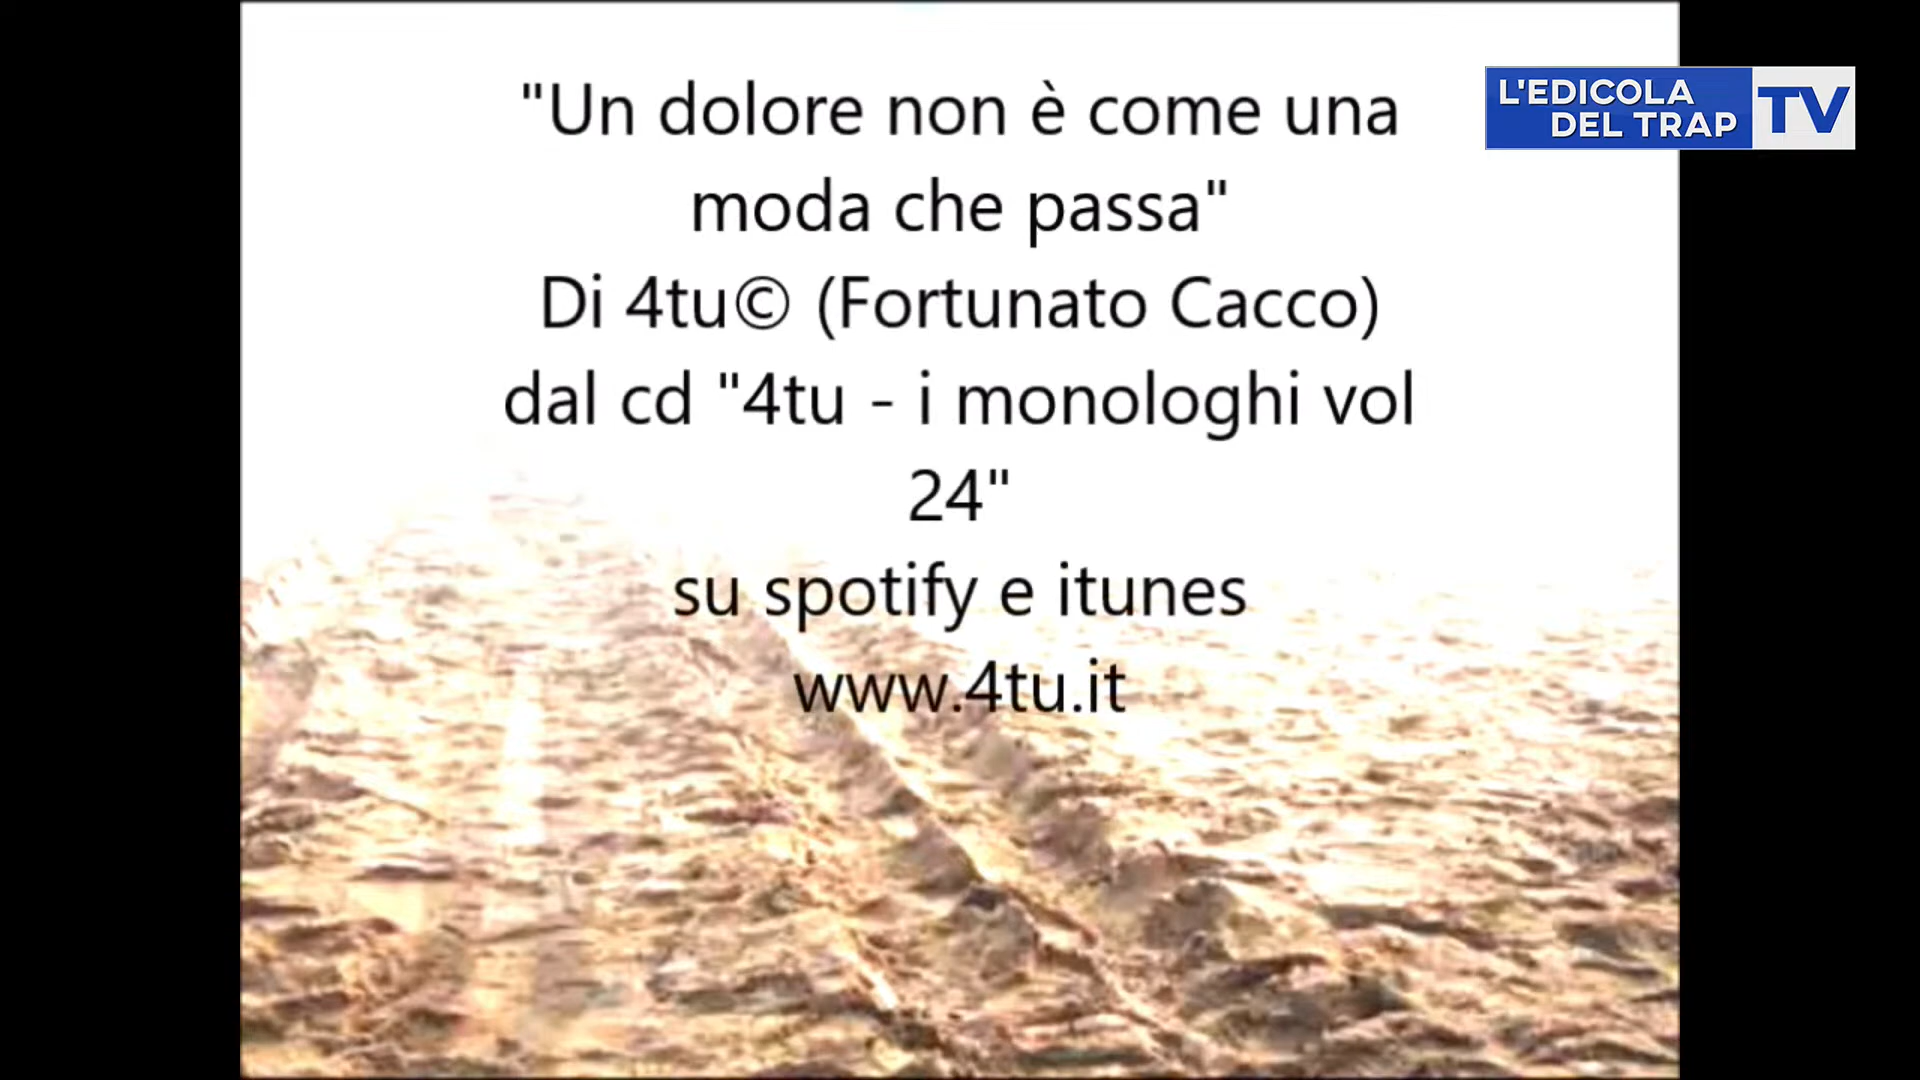 "Un dolore non è come una
moda che passa"
Di 4tu© (Fortunato Cacco)
dal cd "4tu - i monologhi vol
24"
su spotify e itunes
www.4tu.it
L'EDICOLA
DEL TRAP
TV